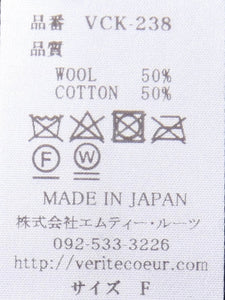 品番 VCK-238
品質
WOOL 50%
COTTON 50%
F W
MADE IN JAPAN
株式会社エムティー・ルーツ
092-533-3226
http://veritecoeur.com/
サイズ F